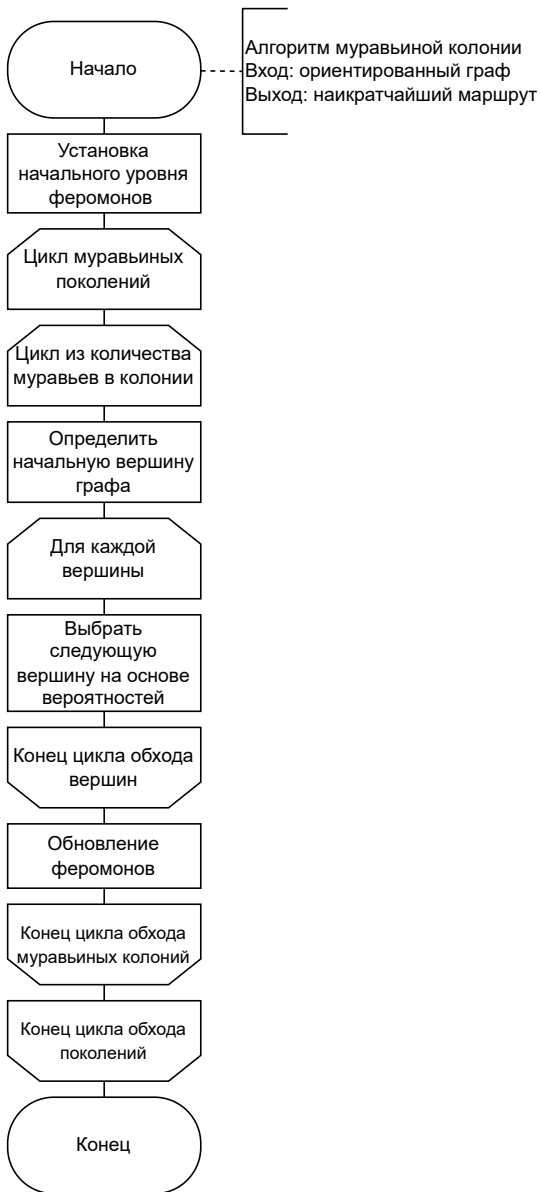 Начало
Алгоритм муравьиной колонии
Вход: ориентированный граф
Выход: наикратчайший маршрут
Установка
начального уровня
феромонов
Цикл муравьиных
поколений
Цикл из количества
муравьев в колонии
Определить
начальную вершину
графа
Для каждой
вершины
Выбрать
следующую
вершину на основе
вероятностей
Конец цикла обхода
вершин
Обновление
феромонов
Конец цикла обхода
муравьиных колоний
Конец цикла обхода
поколений
Конец